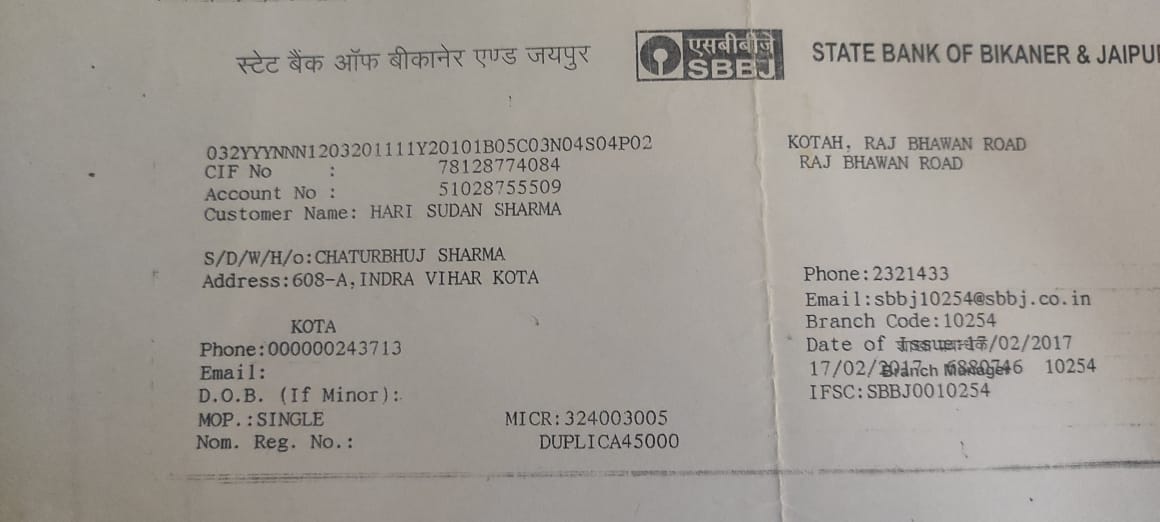 स्टेट बैंक ऑफ बीकानेर एण्ड जयपुर
एसबीबीजे
SBBJ
STATE BANK OF BIKANER & JAIPUR
032YYYNNN1203201111Y20101B05C03N04S04P02
CIF No : 78128774084
Account No : 51028755509
Customer Name: HARI SUDAN SHARMA
S/D/W/H/o:CHATURBHUJ SHARMA
Address:608-A,INDRA VIHAR KOTA
KOTA
Phone:000000243713
Email:
D.O.B. (If Minor):
MOP.:SINGLE MICR:324003005
Nom. Reg. No.: DUPLICA45000
KOTAH, RAJ BHAWAN ROAD
RAJ BHAWAN ROAD
Phone:2321433
Email:sbbj10254@sbbj.co.in
Branch Code:10254
Date of Issue:17/02/2017
17/02/2017 6880746 10254
Branch Manager
IFSC:SBBJ0010254